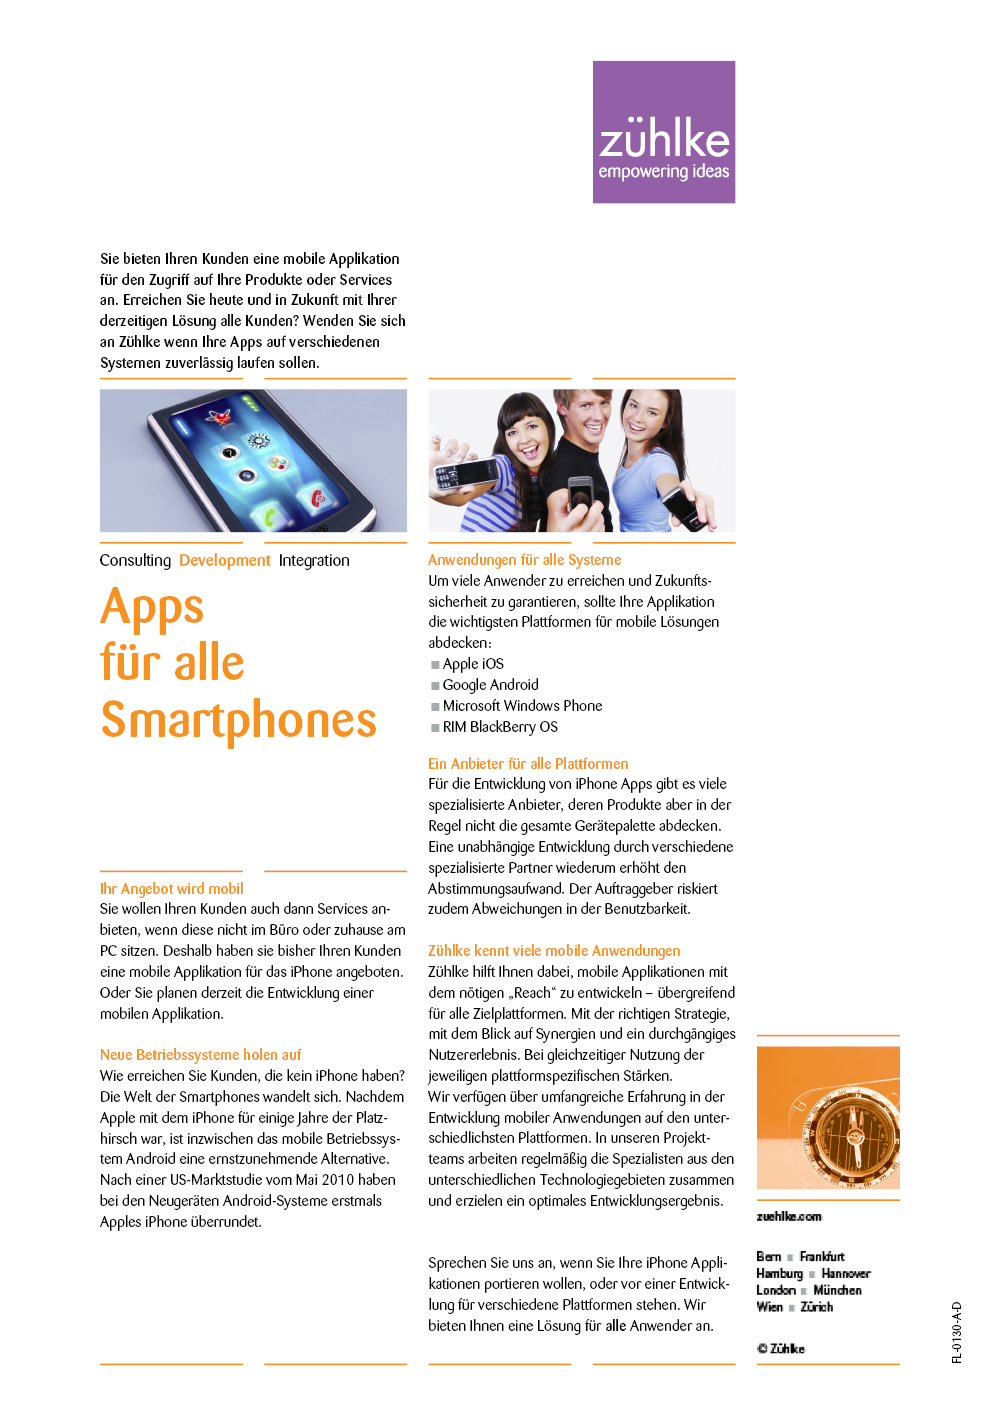 zühlke
empowering ideas
Sie bieten Ihren Kunden eine mobile Applikation
für den Zugriff auf Ihre Produkte oder Services
an. Erreichen Sie heute und in Zukunft mit Ihrer
derzeitigen Lösung alle Kunden? Wenden Sie sich
an Zühlke wenn Ihre Apps auf verschiedenen
Systemen zuverlässig laufen sollen.
Consulting Development Integration
Apps
für alle
Smartphones
Ihr Angebot wird mobil
Sie wollen Ihren Kunden auch dann Services an-
bieten, wenn diese nicht im Büro oder zuhause am
PC sitzen. Deshalb haben sie bisher Ihren Kunden
eine mobile Applikation für das iPhone angeboten.
Oder Sie planen derzeit die Entwicklung einer
mobilen Applikation.
Neue Betriebssysteme holen auf
Wie erreichen Sie Kunden, die kein iPhone haben?
Die Welt der Smartphones wandelt sich. Nachdem
Apple mit dem iPhone für einige Jahre der Platz-
hirsch war, ist inzwischen das mobile Betriebssys-
tem Android eine ernstzunehmende Alternative.
Nach einer US-Marktstudie vom Mai 2010 haben
bei den Neugeräten Android-Systeme erstmals
Apples iPhone überrundet.
Anwendungen für alle Systeme
Um viele Anwender zu erreichen und Zukunfts-
sicherheit zu garantieren, sollte Ihre Applikation
die wichtigsten Plattformen für mobile Lösungen
abdecken:
■ Apple iOS
■ Google Android
■ Microsoft Windows Phone
■ RIM BlackBerry OS
Ein Anbieter für alle Plattformen
Für die Entwicklung von iPhone Apps gibt es viele
spezialisierte Anbieter, deren Produkte aber in der
Regel nicht die gesamte Gerätepalette abdecken.
Eine unabhängige Entwicklung durch verschiedene
spezialisierte Partner wiederum erhöht den
Abstimmungsaufwand. Der Auftraggeber riskiert
zudem Abweichungen in der Benutzbarkeit.
Zühlke kennt viele mobile Anwendungen
Zühlke hilft Ihnen dabei, mobile Applikationen mit
dem nötigen „Reach“ zu entwickeln – übergreifend
für alle Zielplattformen. Mit der richtigen Strategie,
mit dem Blick auf Synergien und ein durchgängiges
Nutzererlebnis. Bei gleichzeitiger Nutzung der
jeweiligen plattformspezifischen Stärken.
Wir verfügen über umfangreiche Erfahrung in der
Entwicklung mobiler Anwendungen auf den unter-
schiedlichsten Plattformen. In unseren Projekt-
teams arbeiten regelmäßig die Spezialisten aus den
unterschiedlichen Technologiegebieten zusammen
und erzielen ein optimales Entwicklungsergebnis.
Sprechen Sie uns an, wenn Sie Ihre iPhone Appli-
kationen portieren wollen, oder vor einer Entwick-
lung für verschiedene Plattformen stehen. Wir
bieten Ihnen eine Lösung für alle Anwender an.
zuehlke.com
Bern ■ Frankfurt
Hamburg ■ Hannover
London ■ München
Wien ■ Zürich
© Zühlke
FL-0130-A-D